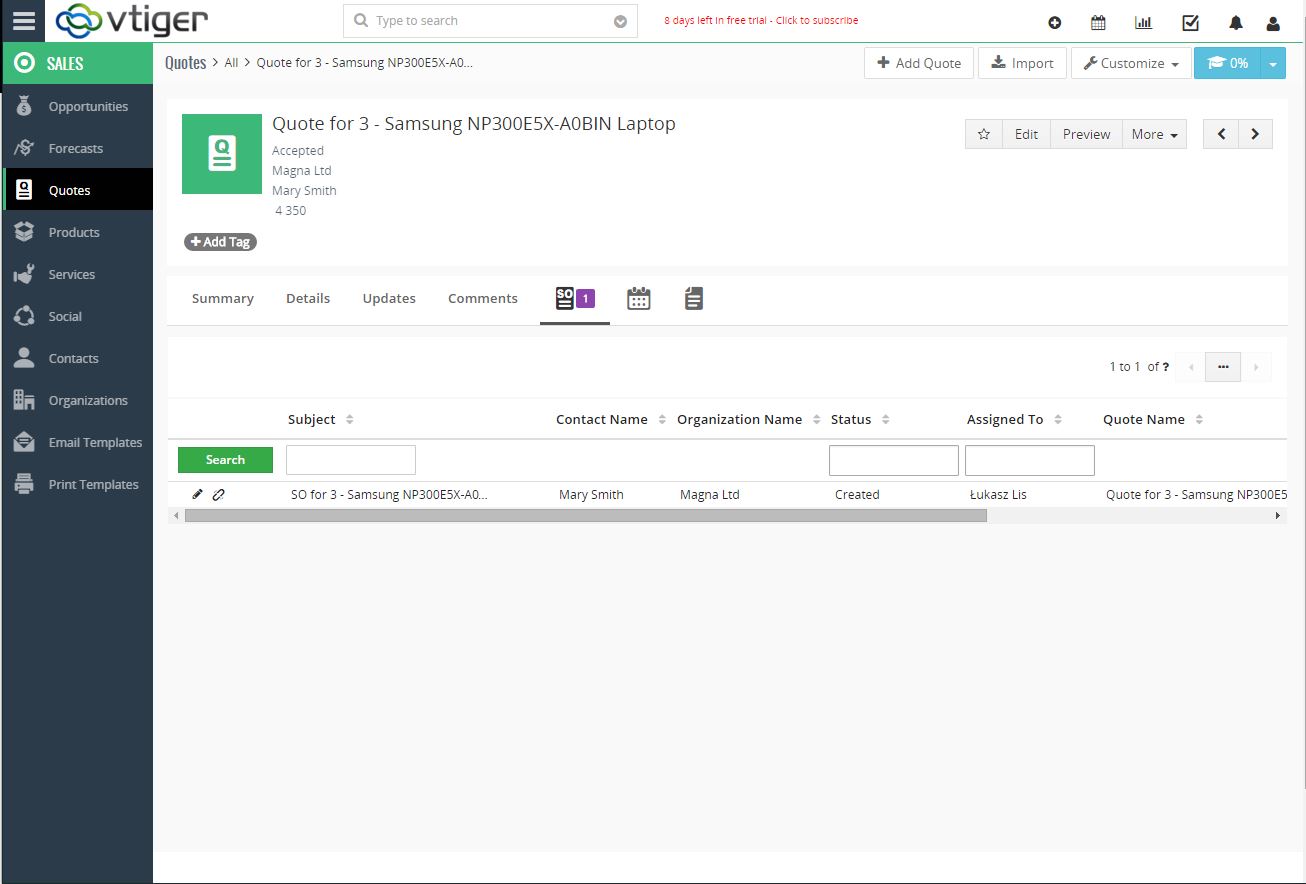 vtiger
Type to search
8 days left in free trial - Click to subscribe
SALES
Quotes > All > Quote for 3 - Samsung NP300E5X-A0...
Add Quote
Import
Customize
0%
Opportunities
Forecasts
Quotes
Products
Services
Social
Contacts
Organizations
Email Templates
Print Templates
Q
Quote for 3 - Samsung NP300E5X-A0BIN Laptop
Accepted
Magna Ltd
Mary Smith
4 350
+ Add Tag
Edit
Preview
More
Summary
Details
Updates
Comments
SO 1
1 to 1 of ?
Subject
Contact Name
Organization Name
Status
Assigned To
Quote Name
Search
SO for 3 - Samsung NP300E5X-A0...
Mary Smith
Magna Ltd
Created
Łukasz Lis
Quote for 3 - Samsung NP300E5